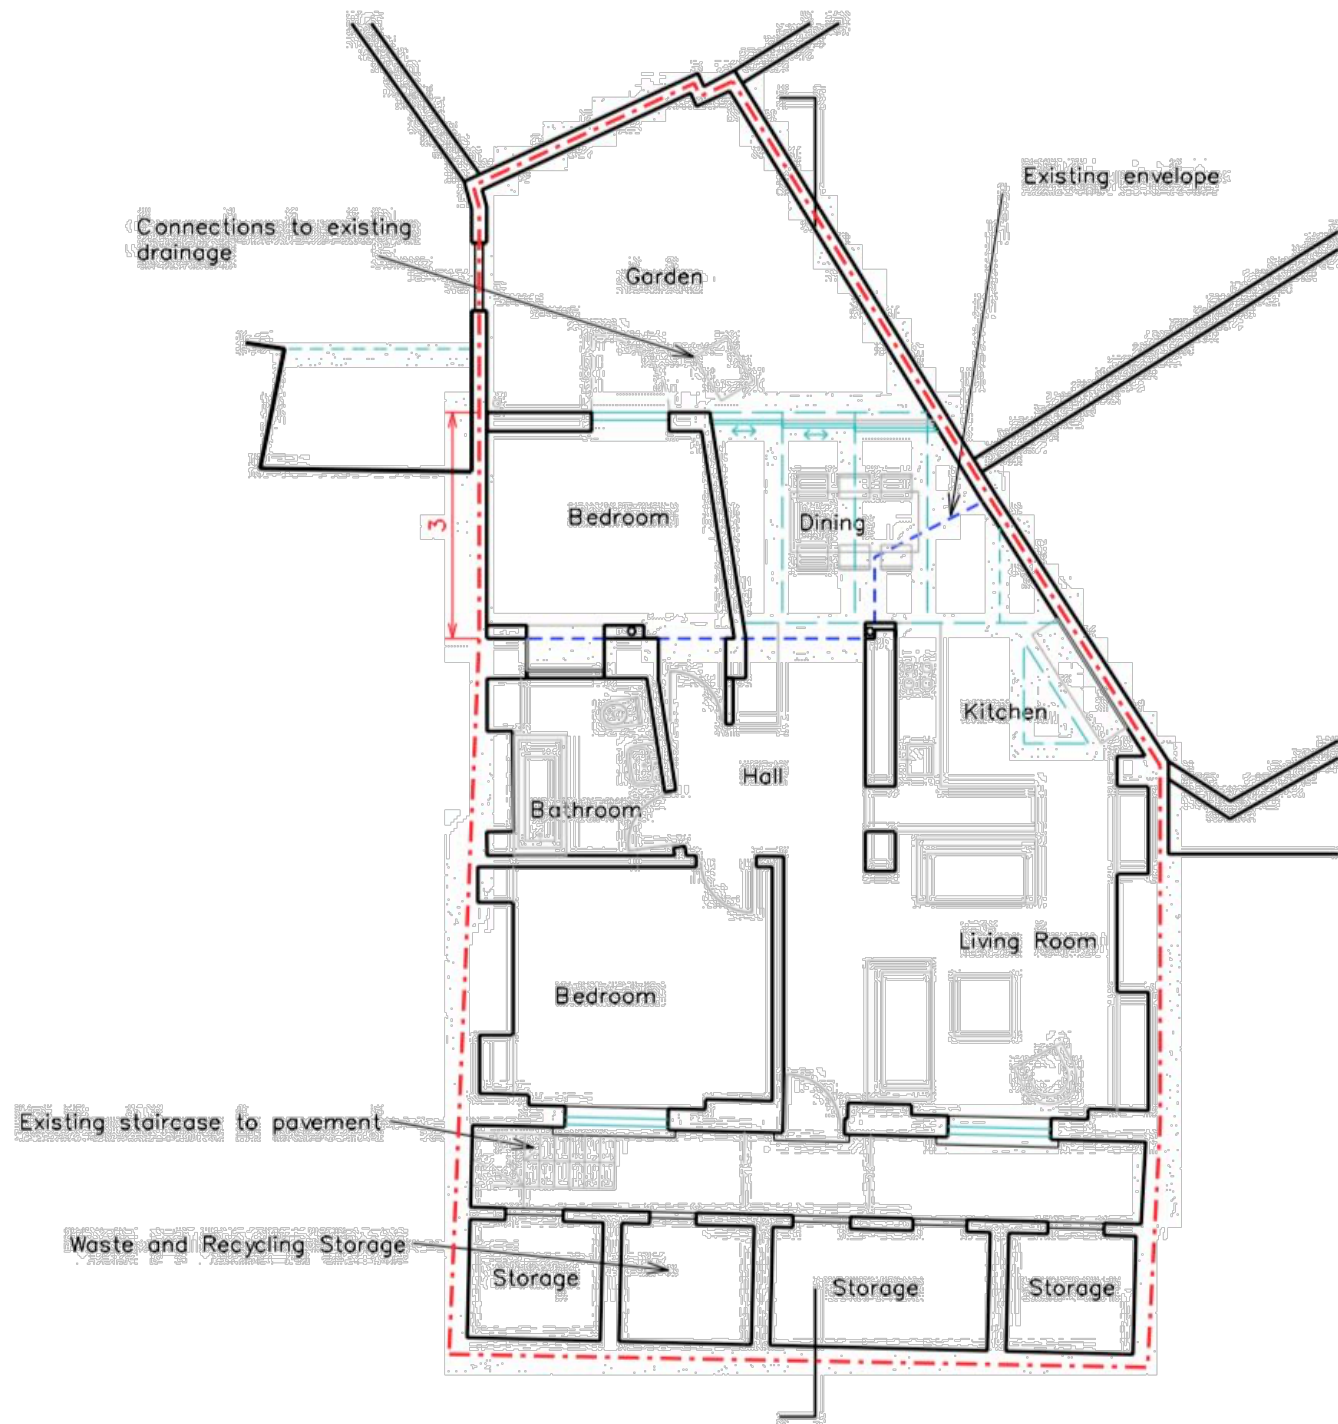 Existing envelope
Connections to existing
drainage
Garden
3
Bedroom
Dining
Kitchen
Hall
Bathroom
Living Room
Bedroom
Existing staircase to pavement
Waste and Recycling Storage
Storage
Storage
Storage